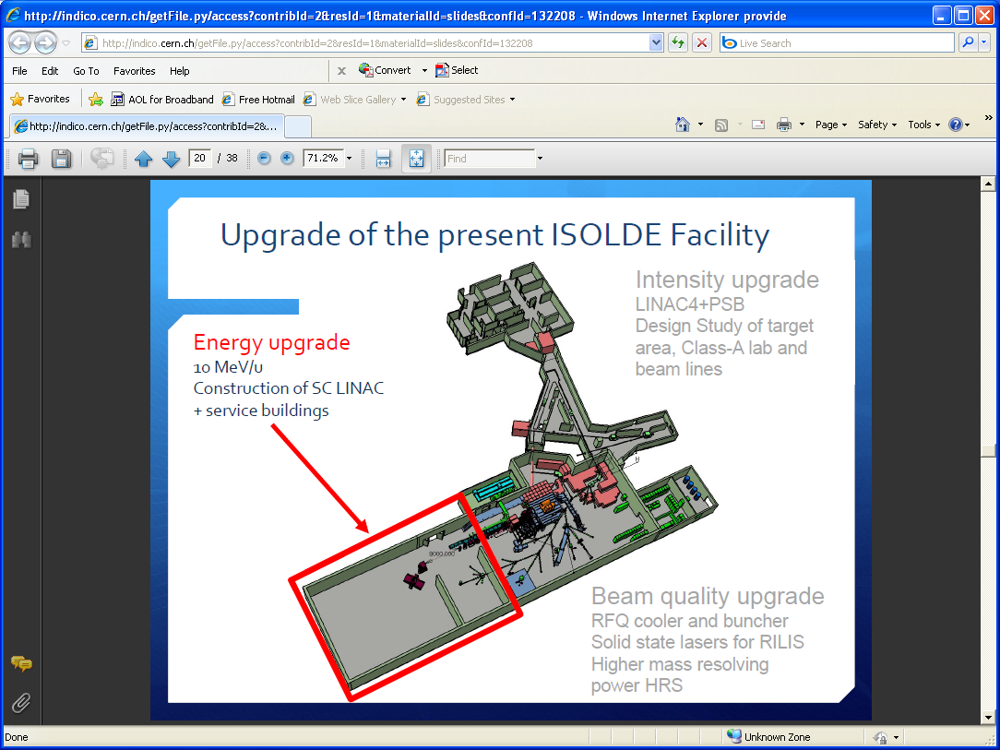 http://indico.cern.ch/getFile.py/access?contribId=2&resId=1&materialId=slides&confId=132208 - Windows Internet Explorer provide
http://indico.cern.ch/getFile.py/access?contribId=2&resId=1&materialId=slides&confId=132208
Live Search
File Edit Go To Favorites Help
x Convert Select
Favorites AOL for Broadband Free Hotmail Web Slice Gallery Suggested Sites
http://indico.cern.ch/getFile.py/access?contribId=2&...
Page Safety Tools »
20 / 38 71.2% Find
Upgrade of the present ISOLDE Facility
Intensity upgrade
LINAC4+PSB
Design Study of target
area, Class-A lab and
beam lines
Energy upgrade
10 MeV/u
Construction of SC LINAC
+ service buildings
H
Beam quality upgrade
RFQ cooler and buncher
Solid state lasers for RILIS
Higher mass resolving
power HRS
Done Unknown Zone